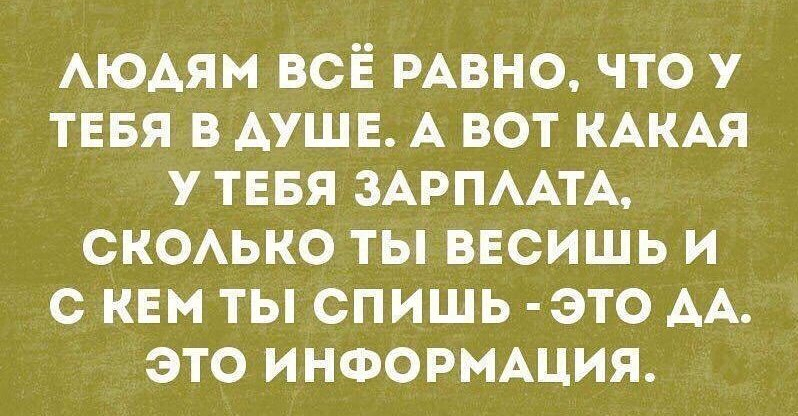 ЛЮДЯМ ВСЁ РАВНО, ЧТО У
ТЕБЯ В ДУШЕ. А ВОТ КАКАЯ
У ТЕБЯ ЗАРПЛАТА,
СКОЛЬКО ТЫ ВЕСИШЬ И
С КЕМ ТЫ СПИШЬ - ЭТО ДА.
ЭТО ИНФОРМАЦИЯ.